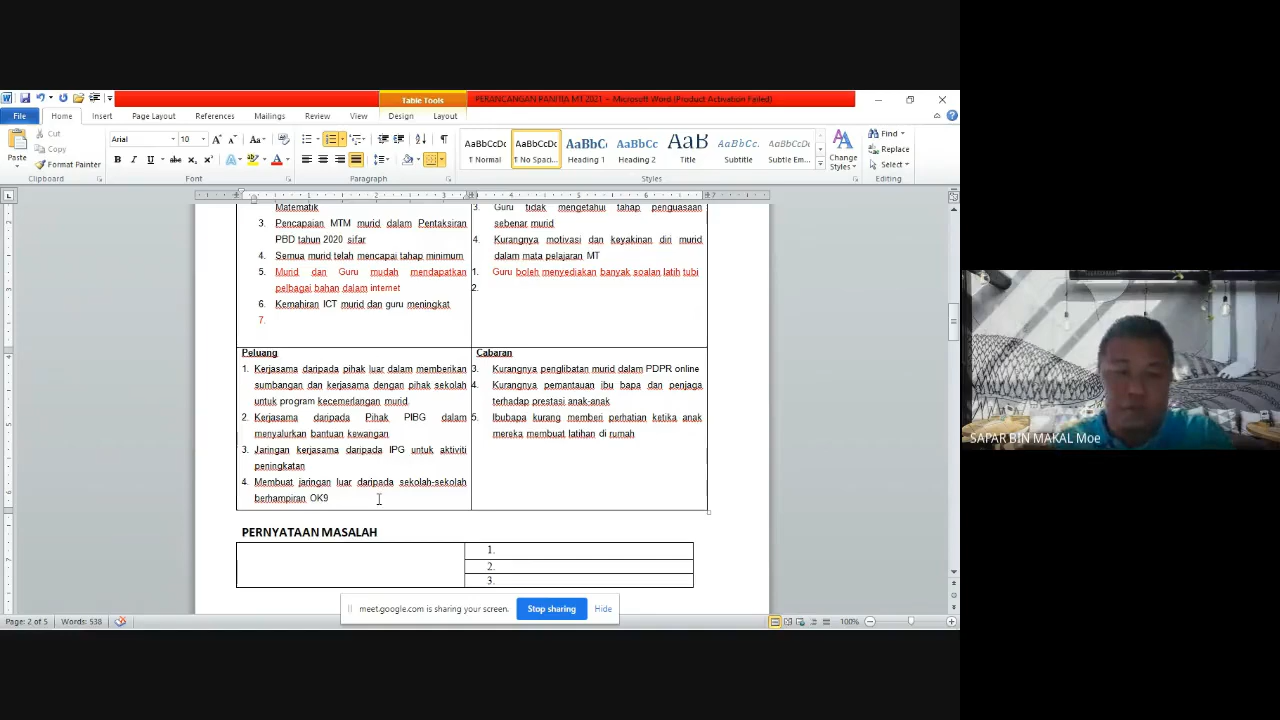 Table Tools
PERANCANGAN PANITIA MT 2021 - Microsoft Word (Product Activation Failed)
File Home Insert Page Layout References Mailings Review View Design Layout
Paste
Cut
Copy
Format Painter
Clipboard
Arial 10
Font
Paragraph
AaBbCcDc AaBbCcDc AaBbC AaBbCc AaB AaBbCc. AaBbCcDc
¶ Normal ¶ No Spaci... Heading 1 Heading 2 Title Subtitle Subtle Em...
Change Styles
Styles
Find
Replace
Select
Editing
Matematik
3. Pencapaian MTM murid dalam Pentaksiran
PBD tahun 2020 sifar
4. Semua murid telah mencapai tahap minimum
5. Murid dan Guru mudah mendapatkan
pelbagai bahan dalam internet
6. Kemahiran ICT murid dan guru meningkat
7.
3. Guru tidak mengetahui tahap penguasaan
sebenar murid
4. Kurangnya motivasi dan keyakinan diri murid
dalam mata pelajaran MT
1. Guru boleh menyediakan banyak soalan latih tubi
2.
Peluang
1. Kerjasama daripada pihak luar dalam memberikan
sumbangan dan kerjasama dengan pihak sekolah
untuk program kecemerlangan murid.
2. Kerjasama daripada Pihak PIBG dalam
menyalurkan bantuan kewangan
3. Jaringan kerjasama daripada IPG untuk aktiviti
peningkatan
4. Membuat jaringan luar daripada sekolah-sekolah
berhampiran OK9
Cabaran
3. Kurangnya penglibatan murid dalam PDPR online
4. Kurangnya pemantauan ibu bapa dan penjaga
terhadap prestasi anak-anak
5. Ibubapa kurang memberi perhatian ketika anak
mereka membuat latihan di rumah
PERNYATAAN MASALAH
1.
2.
3.
meet.google.com is sharing your screen. Stop sharing Hide
Page: 2 of 5 Words: 538 100%
SAPAR BIN MAKAL Moe